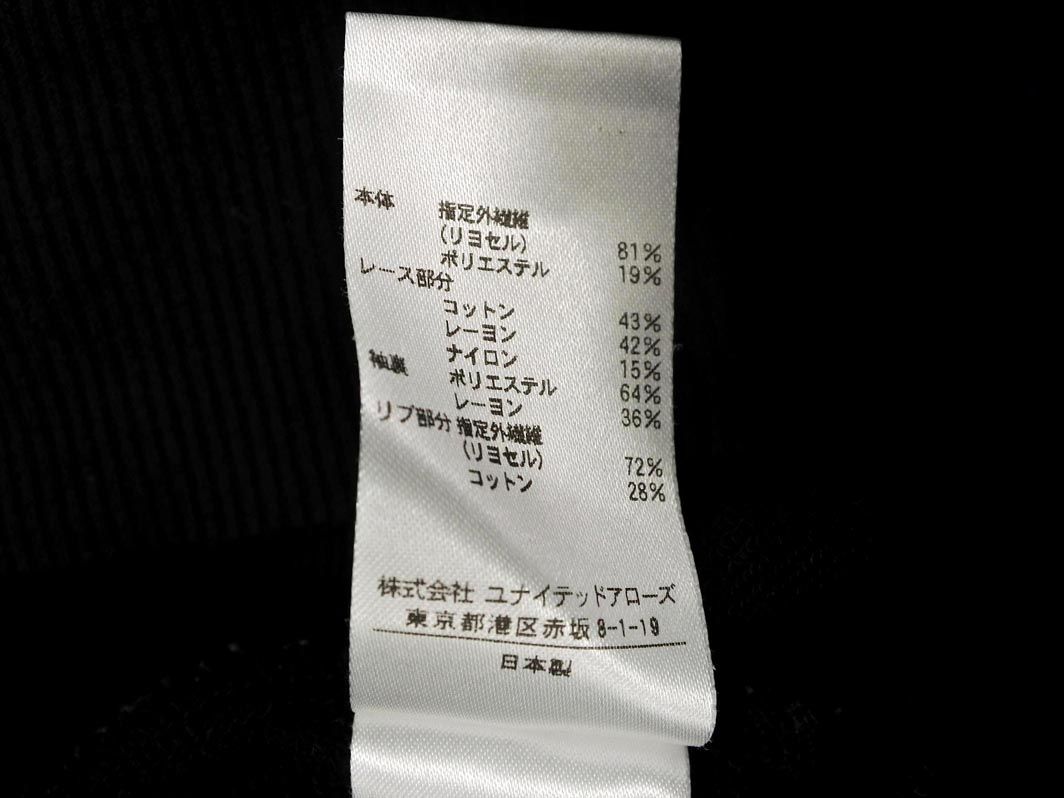 本体 指定外繊維
(リヨセル) 81%
ポリエステル 19%
レース部分
コットン 43%
レーヨン 42%
ナイロン 15%
袖裏 ポリエステル 64%
レーヨン 36%
リブ部分 指定外繊維
(リヨセル) 72%
コットン 28%
株式会社 ユナイテッドアローズ
東京都港区赤坂 8-1-19
日本製